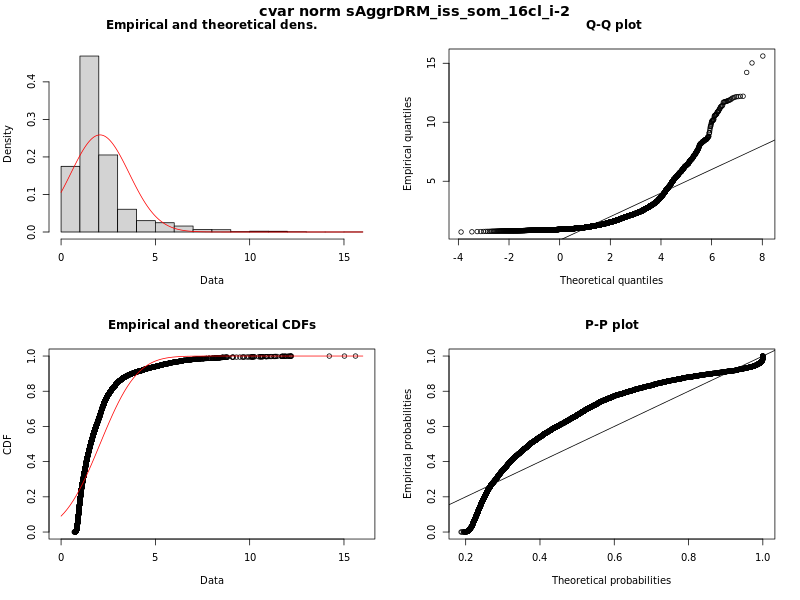 cvar norm sAggrDRM_iss_som_16cl_i-2
Empirical and theoretical dens.
Density
0.0 0.1 0.2 0.3 0.4
0 5 10 15
Data
Q-Q plot
Empirical quantiles
5 10 15
-4 -2 0 2 4 6 8
Theoretical quantiles
Empirical and theoretical CDFs
CDF
0.0 0.2 0.4 0.6 0.8 1.0
0 5 10 15
Data
P-P plot
Empirical probabilities
0.0 0.2 0.4 0.6 0.8 1.0
0.2 0.4 0.6 0.8 1.0
Theoretical probabilities